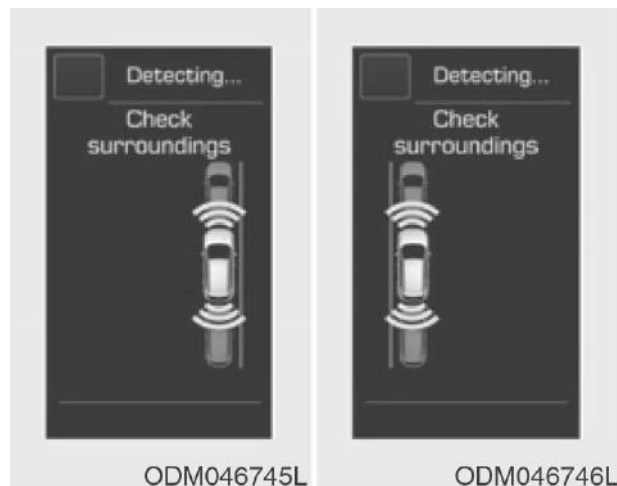 Detecting...
Check
surroundings
ODM046745L
Detecting...
Check
surroundings
ODM046746L